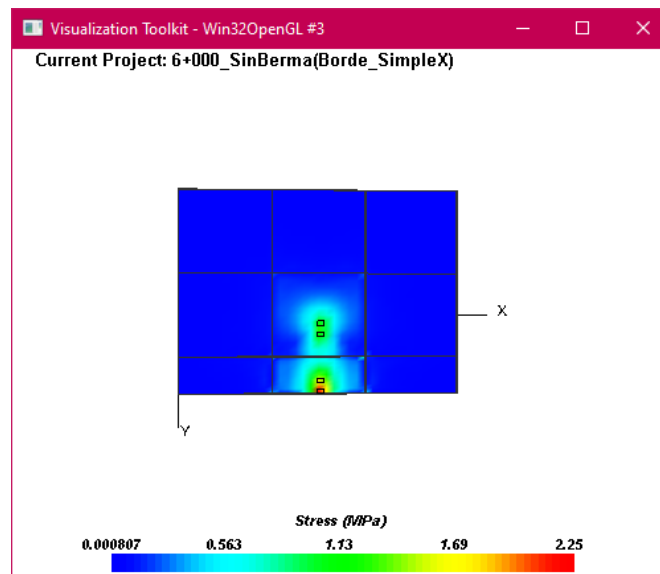 Visualization Toolkit - Win32OpenGL #3
Current Project: 6+000_SinBerma(Borde_SimpleX)
X
Y
Stress (MPa)
0.000807 0.563 1.13 1.69 2.25